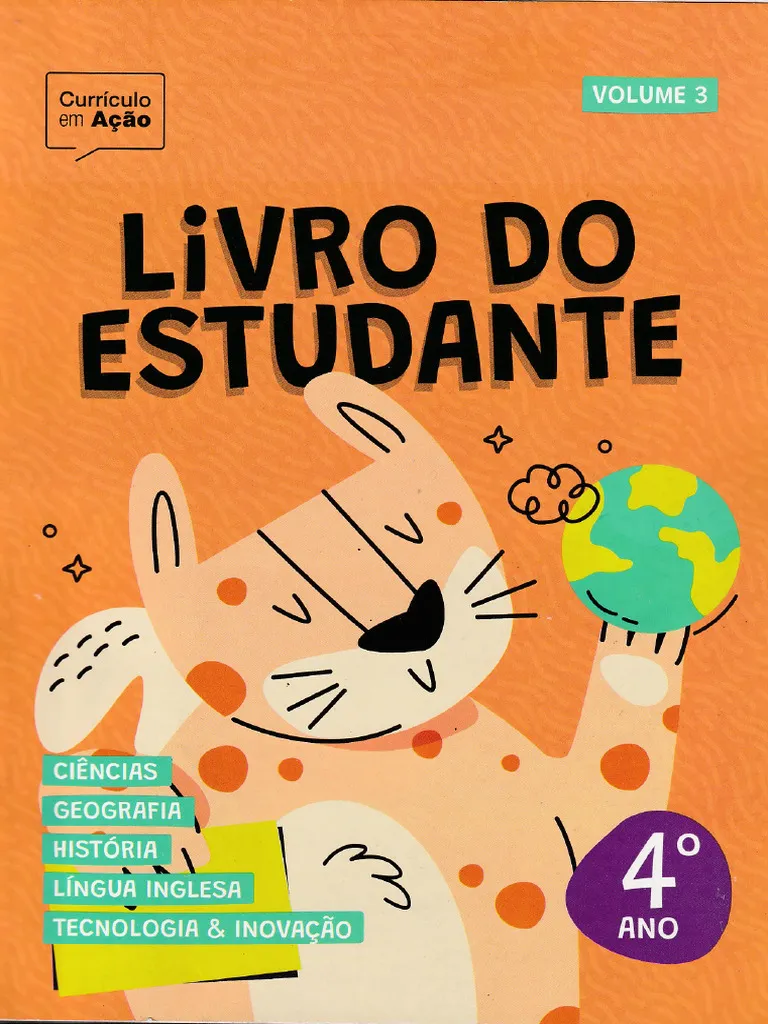 Currículo
em Ação
VOLUME 3
LiVRO DO
ESTUDANTE
CIÊNCIAS
GEOGRAFIA
HISTÓRIA
LÍNGUA INGLESA
TECNOLOGIA & INOVAÇÃO
4º
ANO